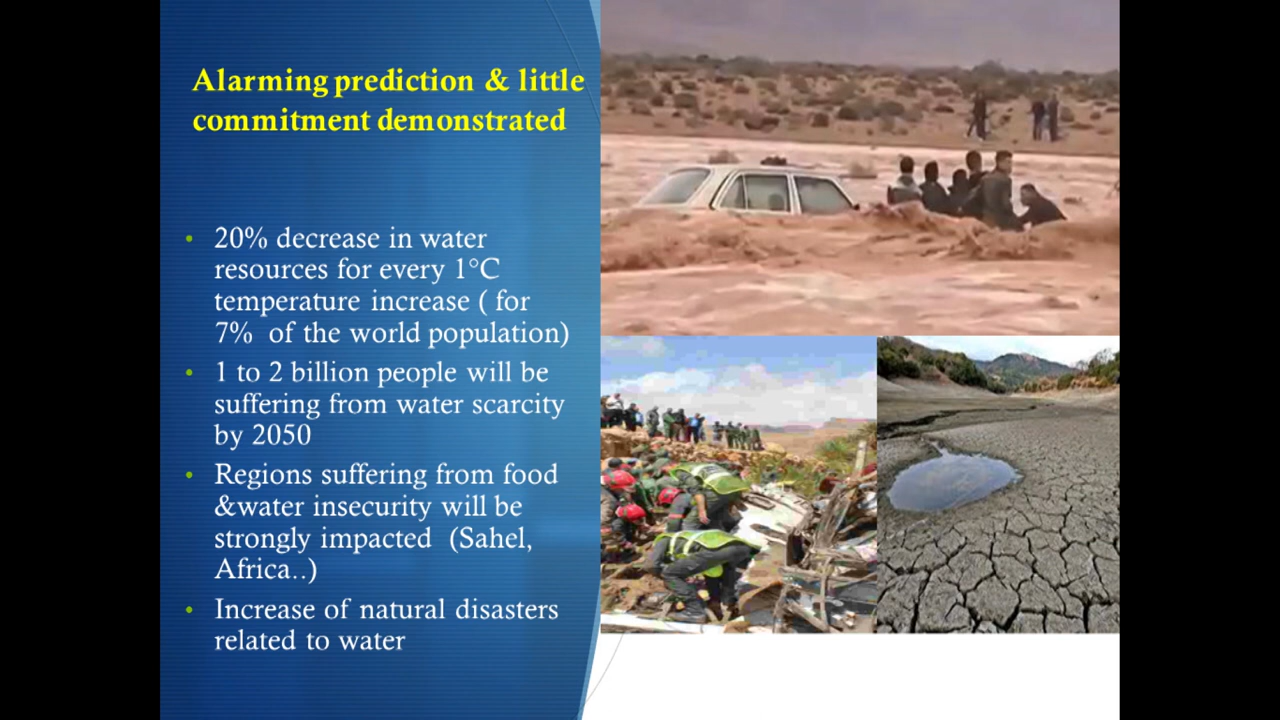 Alarming prediction & little
commitment demonstrated
• 20% decrease in water
resources for every 1°C
temperature increase ( for
7%  of the world population)
• 1 to 2 billion people will be
suffering from water scarcity
by 2050
• Regions suffering from food
&water insecurity will be
strongly impacted  (Sahel,
Africa..)
• Increase of natural disasters
related to water